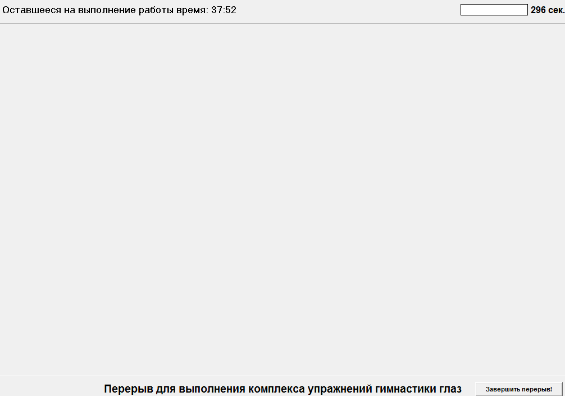 Оставшееся на выполнение работы время: 37:52
296 сек.
Перерыв для выполнения комплекса упражнений гимнастики глаз
Завершить перерыв!